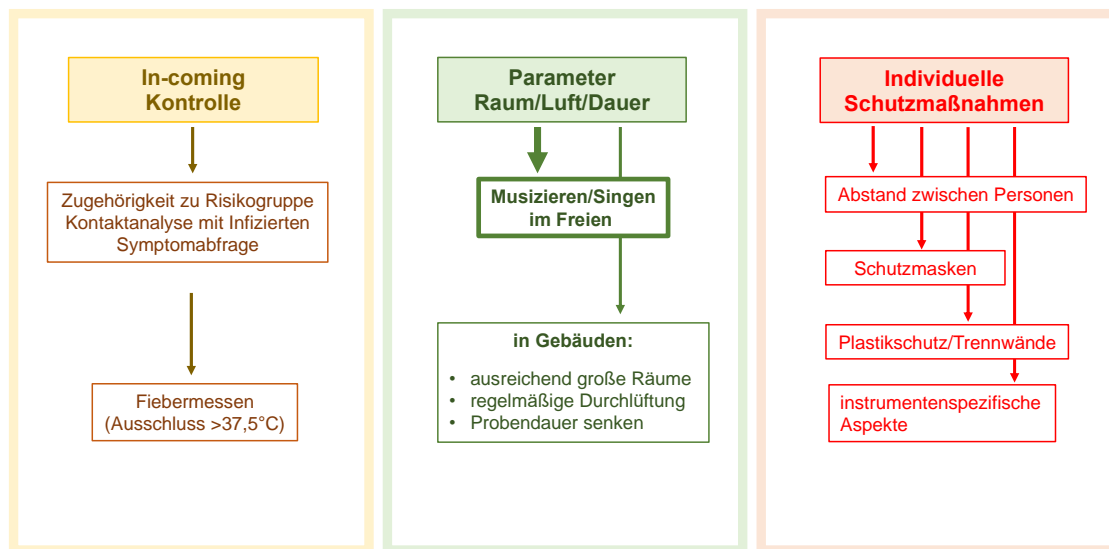 In-coming
Kontrolle
Zugehörigkeit zu Risikogruppe
Kontaktanalyse mit Infizierten
Symptomabfrage
Fiebermessen
(Ausschluss >37,5°C)
Parameter
Raum/Luft/Dauer
Musizieren/Singen
im Freien
in Gebäuden:
• ausreichend große Räume
• regelmäßige Durchlüftung
• Probendauer senken
Individuelle
Schutzmaßnahmen
Abstand zwischen Personen
Schutzmasken
Plastikschutz/Trennwände
instrumentenspezifische
Aspekte